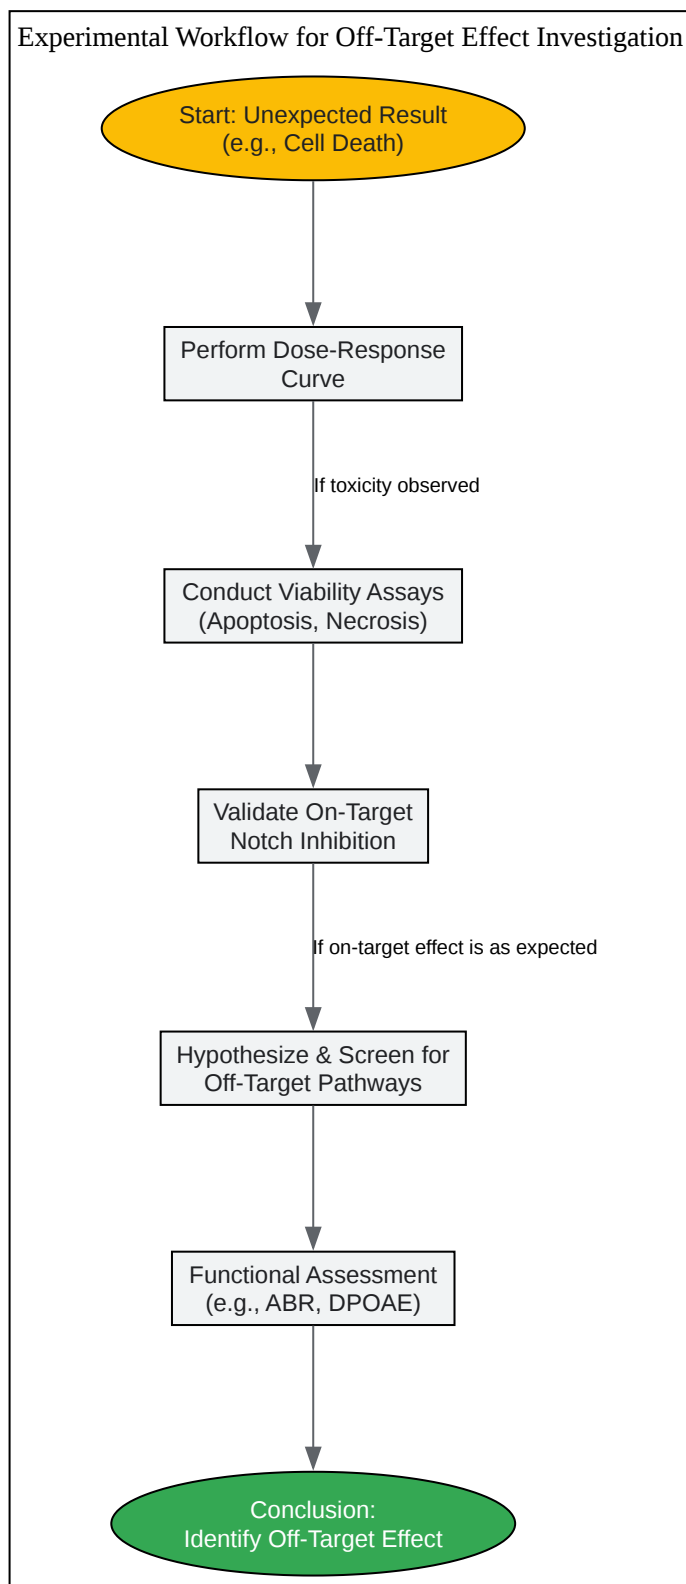 Experimental Workflow for Off-Target Effect Investigation
Start: Unexpected Result
(e.g., Cell Death)
Perform Dose-Response
Curve
If toxicity observed
Conduct Viability Assays
(Apoptosis, Necrosis)
Validate On-Target
Notch Inhibition
If on-target effect is as expected
Hypothesize & Screen for
Off-Target Pathways
Functional Assessment
(e.g., ABR, DPOAE)
Conclusion:
Identify Off-Target Effect